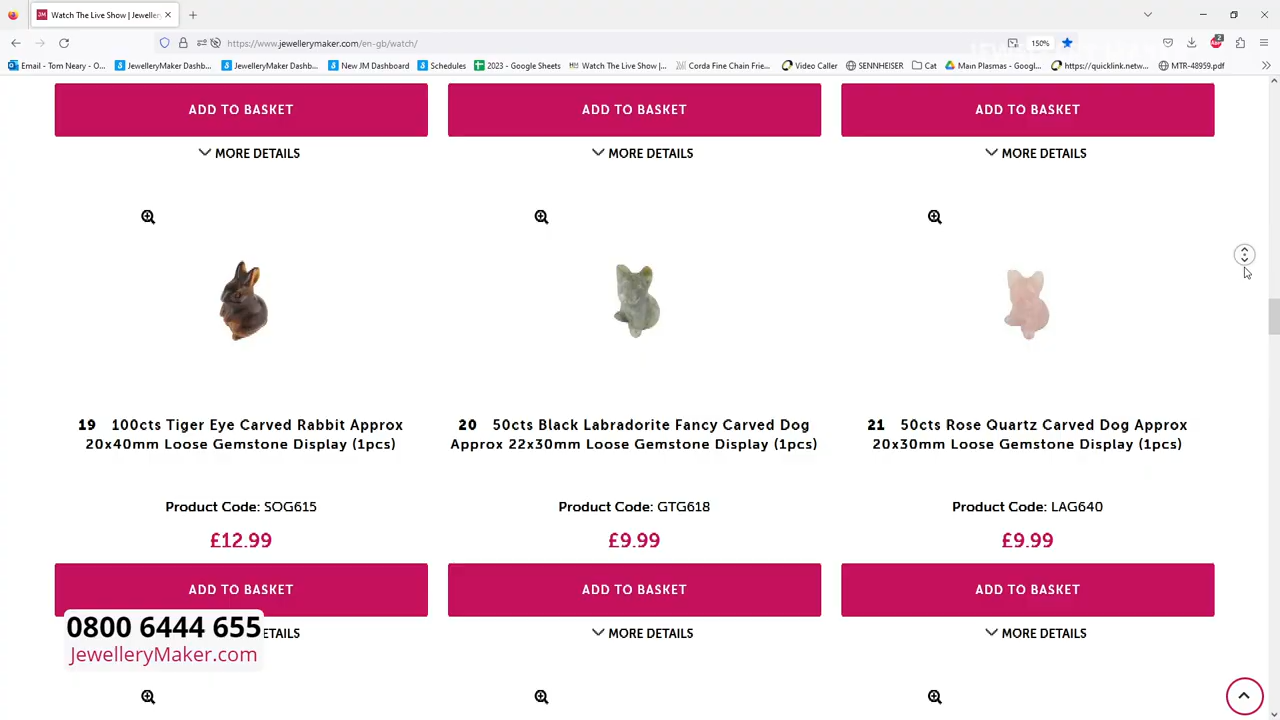 Watch The Live Show | Jeweller
https://www.jewellerymaker.com/en_gb/watch/
150%
2
Email - Tom Neary - O...
JewelleryMaker Dashb...
JewelleryMaker Dashb...
New JM Dashboard
Schedules
2023 - Google Sheets
Watch The Live Show |...
Corda Fine Chain Frie...
Video Caller
SENNHEISER
Cat
Main Plasmas - Googl...
https://quicklink.netw...
MTR-48959.pdf
ADD TO BASKET
ADD TO BASKET
ADD TO BASKET
MORE DETAILS
MORE DETAILS
MORE DETAILS
19 100cts Tiger Eye Carved Rabbit Approx
20x40mm Loose Gemstone Display (1pcs)
20 50cts Black Labradorite Fancy Carved Dog
Approx 22x30mm Loose Gemstone Display (1pcs)
21 50cts Rose Quartz Carved Dog Approx
20x30mm Loose Gemstone Display (1pcs)
Product Code: SOG615
Product Code: GTG618
Product Code: LAG640
£12.99
£9.99
£9.99
ADD TO BASKET
ADD TO BASKET
ADD TO BASKET
0800 6444 655
ETAILS
JewelleryMaker.com
MORE DETAILS
MORE DETAILS